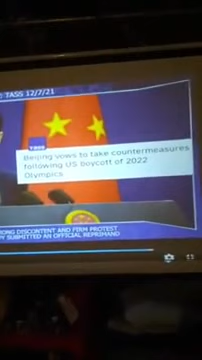 : TASS 12/7/21
TASS
Beijing vows to take countermeasures
following US boycott of 2022
Olympics
ONG DISCONTENT AND FIRM PROTEST
Y SUBMITTED AN OFFICIAL REPRIMAND